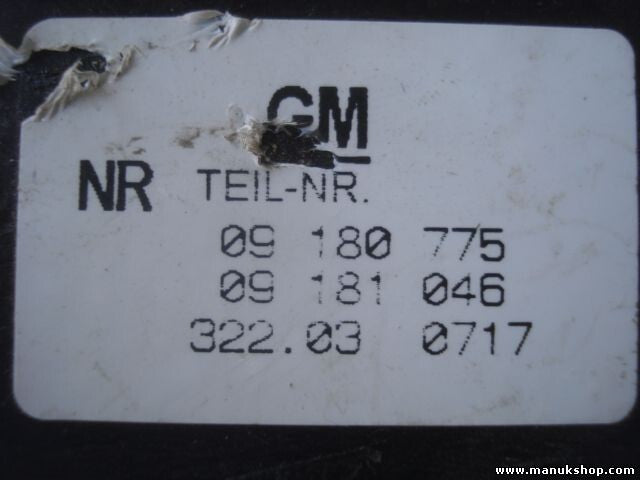 GM
NR TEIL-NR.
09 180 775
09 181 046
322.03 0717
www.manukshop.com